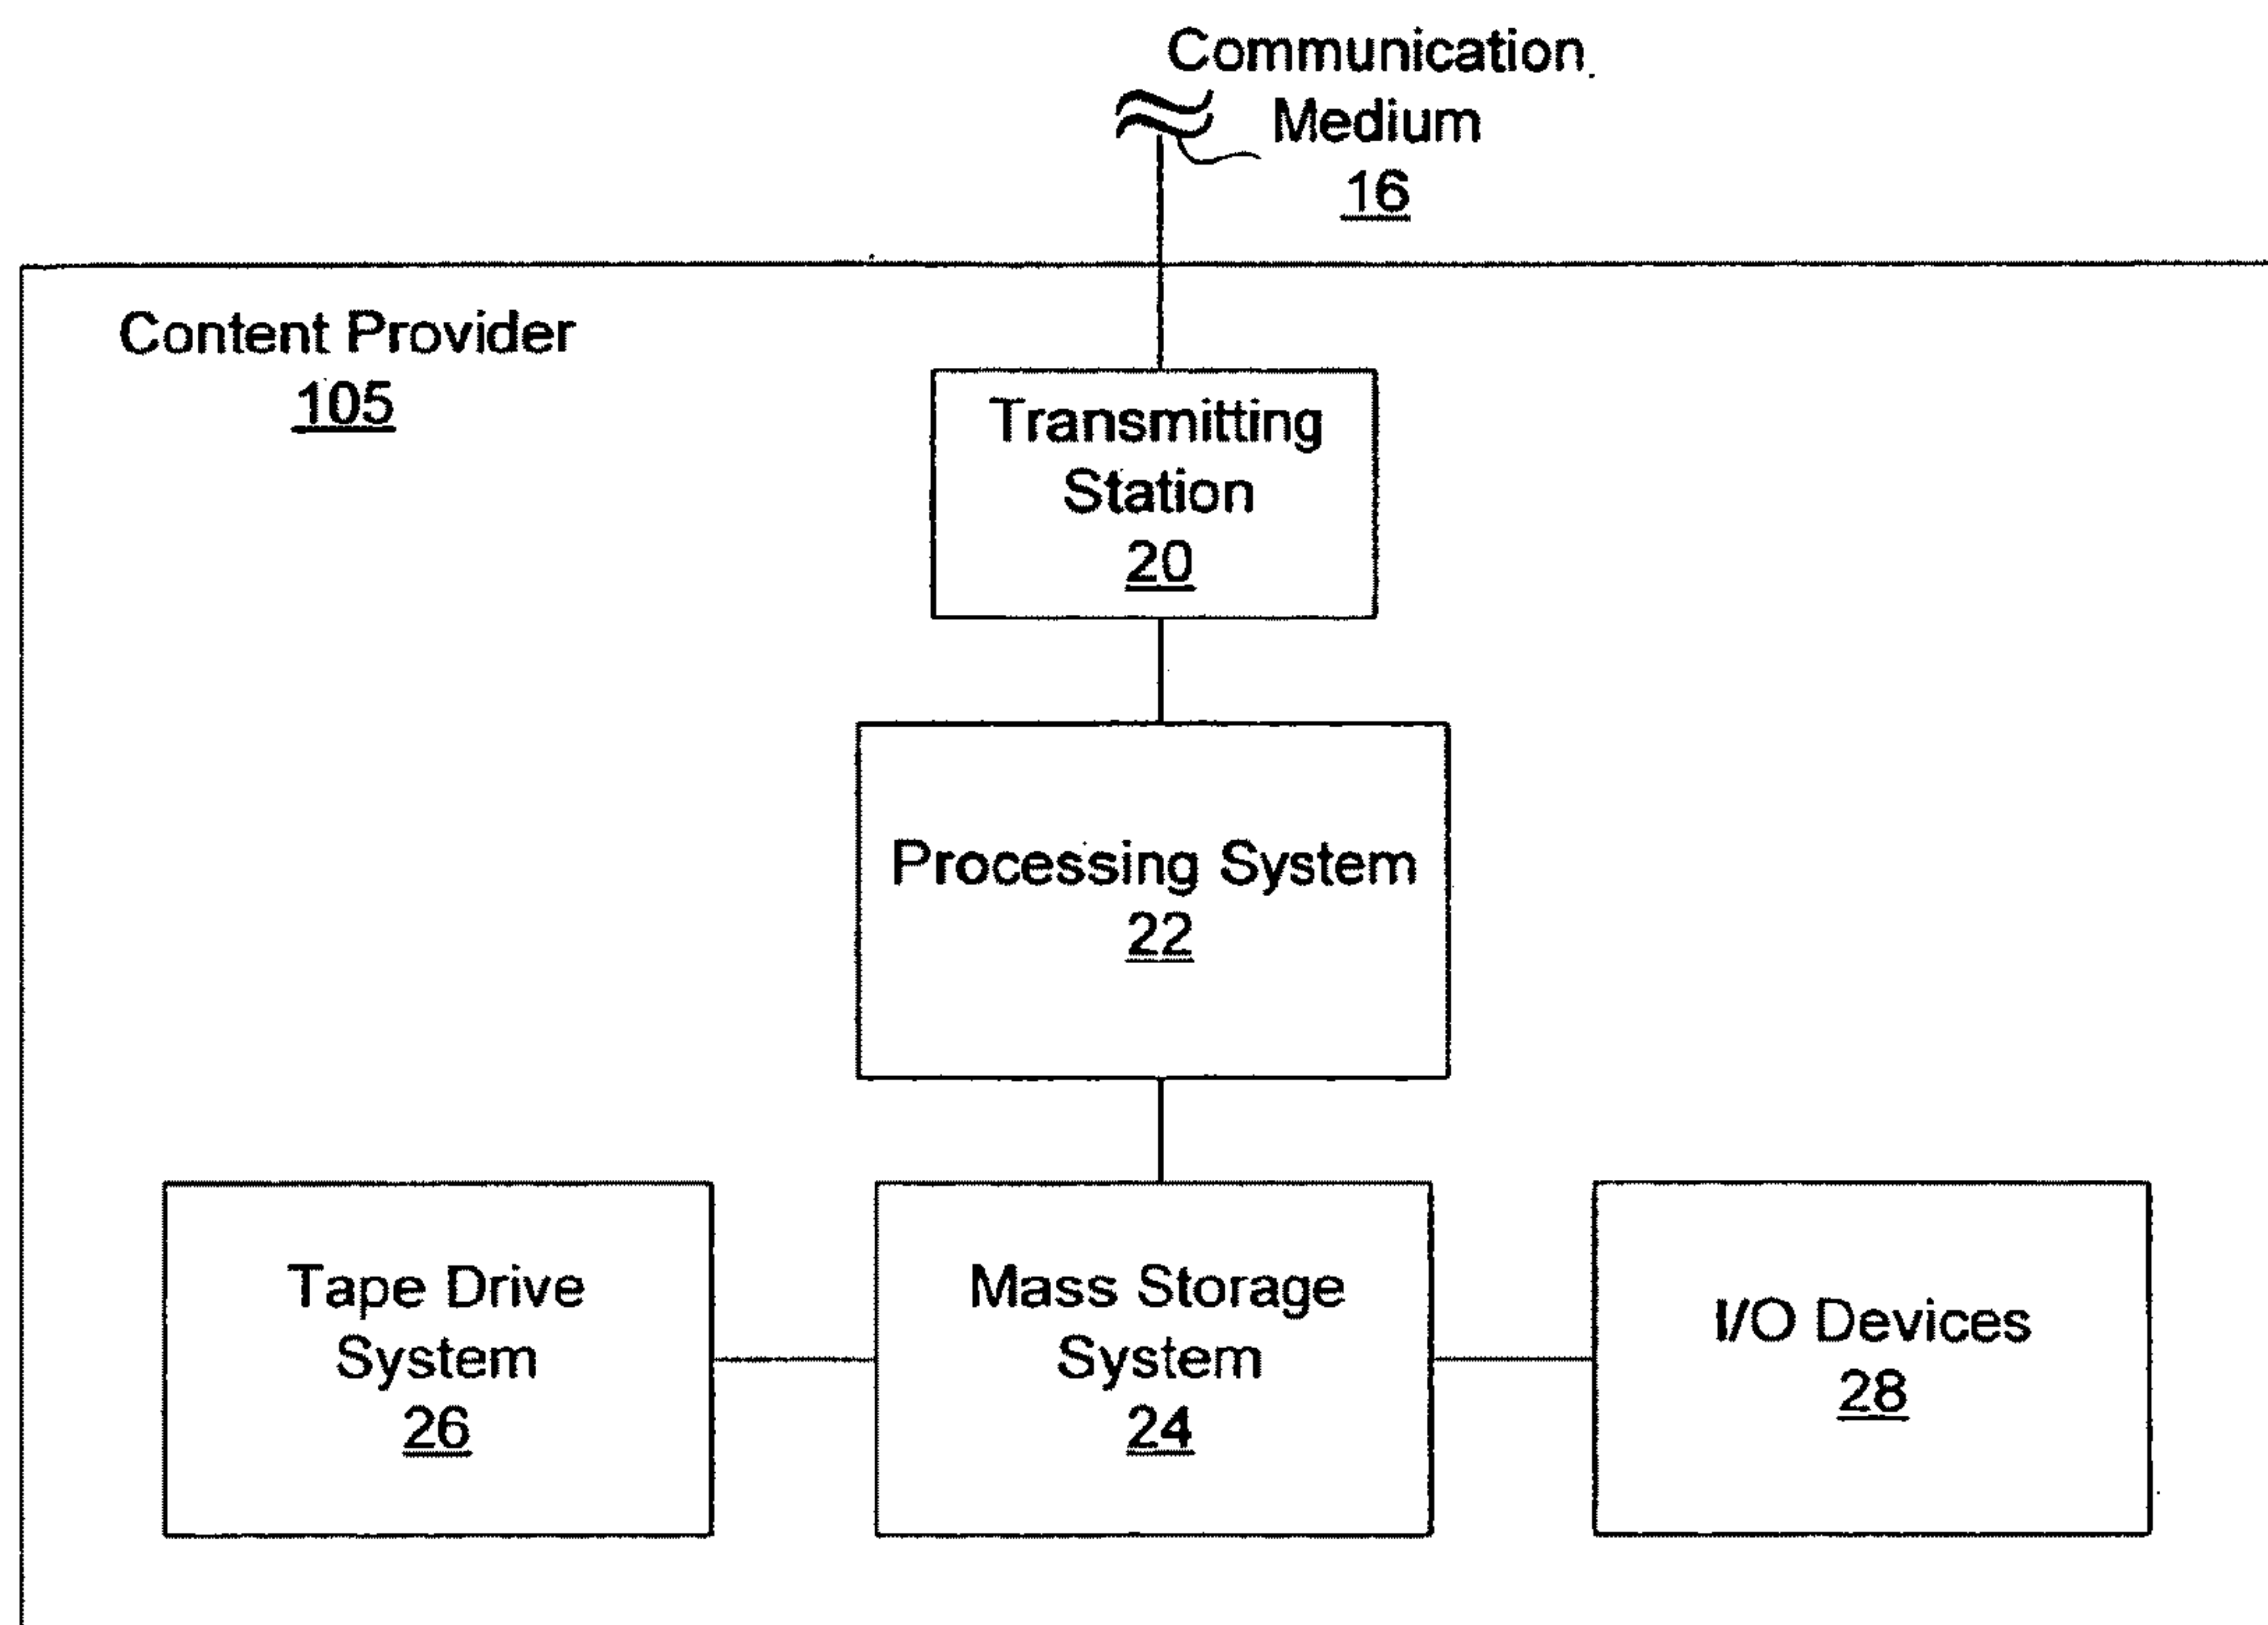 Communication
Medium
16
Content Provider
105
Transmitting
Station
20
Processing System
22
Tape Drive
System
26
Mass Storage
System
24
I/O Devices
28